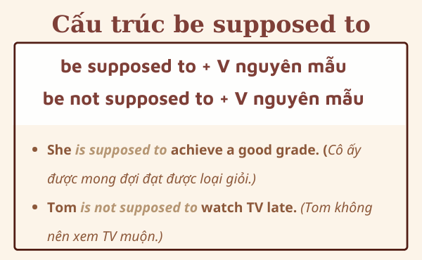 Cấu trúc be supposed to
be supposed to + V nguyên mẫu
be not supposed to + V nguyên mẫu
• She is supposed to achieve a good grade. (Cô ấy
được mong đợi đạt được loại giỏi.)
• Tom is not supposed to watch TV late. (Tom không
nên xem TV muộn.)